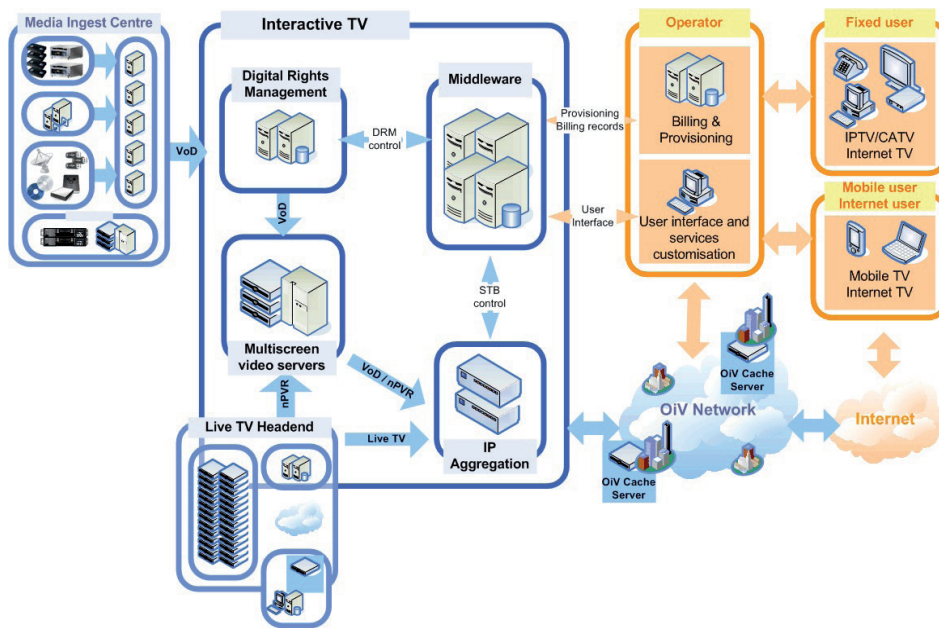 Media Ingest Centre
VoD
Interactive TV
Digital Rights
Management
DRM
control
Middleware
VoD
Multiscreen
video servers
STB
control
VoD / nPVR
nPVR
Live TV Headend
Live TV
IP
Aggregation
Provisioning
Billing records
User
Interface
Operator
Billing &
Provisioning
User interface and
services
customisation
Fixed user
IPTV/CATV
Internet TV
Mobile user
Internet user
Mobile TV
Internet TV
OiV Cache
Server
OiV Network
OiV Cache
Server
Internet